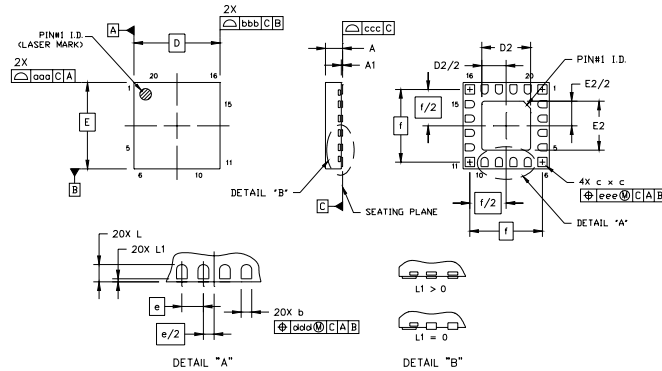 2X
bbb C B
A
D
PIN#1 I.D.
(LASER MARK)
2X
aaa C A
20
16
1
15
E
5
11
B
6
10
ccc C
A
A1
DETAIL "B"
C
SEATING PLANE
D2
D2/2
PIN#1 I.D.
16
20
1
15
f/2
f
E2/2
E2
5
11
10
6
4X c x c
eee M C A B
f/2
f
DETAIL "A"
20X L
20X L1
e
e/2
20X b
ddd M C A B
DETAIL "A"
L1 > 0
L1 = 0
DETAIL "B"